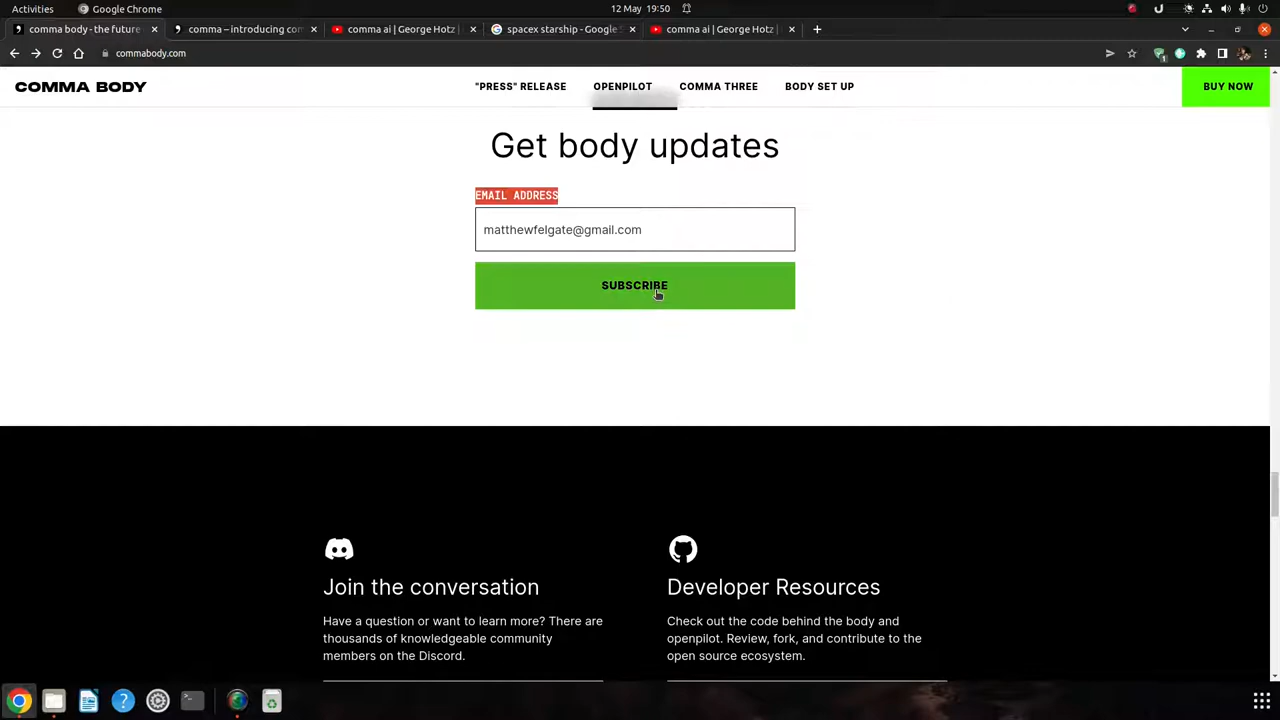 Activities
Google Chrome
12 May 19:50
comma body - the future
comma – introducing com
comma ai | George Hotz |
spacex starship - Google S
comma ai | George Hotz |
commabody.com
COMMA BODY
"PRESS" RELEASE
OPENPILOT
COMMA THREE
BODY SET UP
BUY NOW
Get body updates
EMAIL ADDRESS
matthewfelgate@gmail.com
SUBSCRIBE
Join the conversation
Have a question or want to learn more? There are
thousands of knowledgeable community
members on the Discord.
Developer Resources
Check out the code behind the body and
openpilot. Review, fork, and contribute to the
open source ecosystem.